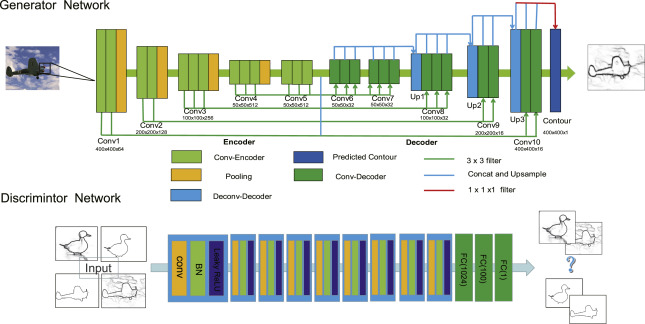 Generator Network
Up1
Up2
Up3
Conv1
400x400x64
Conv2
200x200x128
Conv3
100x100x256
Conv4
50x50x512
Conv5
50x50x512
Conv6
50x50x32
Conv7
50x50x32
Conv8
100x100x32
Conv9
200x200x16
Conv10
400x400x16
Contour
400x400x1
Encoder
Decoder
Conv-Encoder
Predicted Contour
3 x 3 filter
Pooling
Conv-Decoder
Concat and Upsample
Deconv-Decoder
1 x 1 x1 filter
Discrimintor Network
Input
CONV
BN
Leaky ReLU
FC(1024)
FC(100)
FC(1)
?